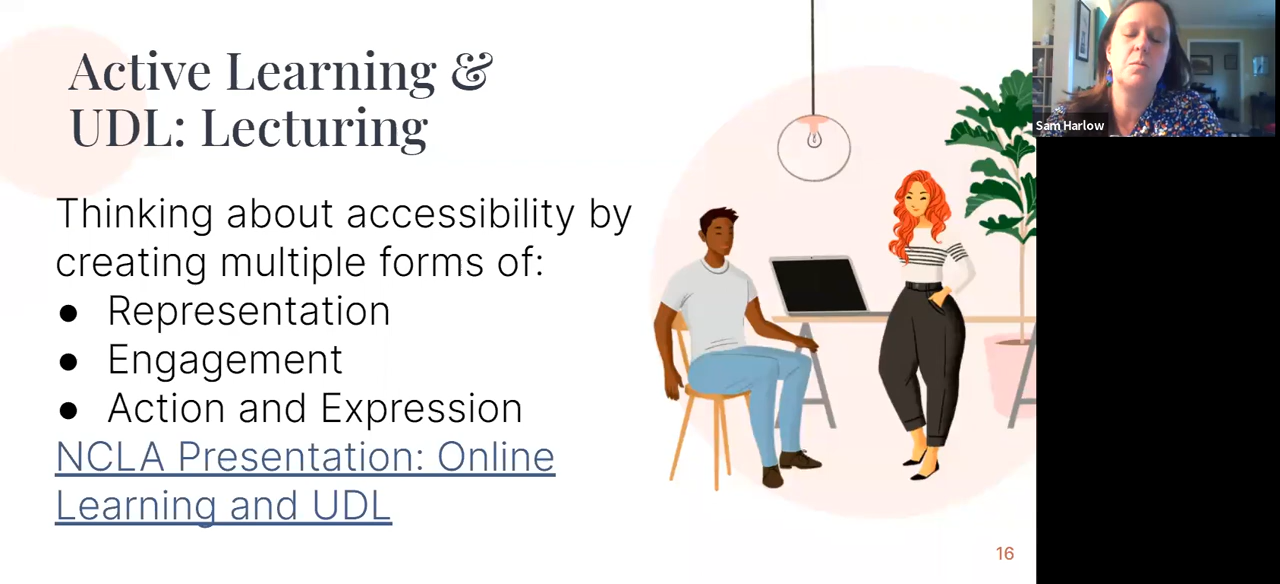 Active Learning &
UDL: Lecturing
Thinking about accessibility by
creating multiple forms of:
● Representation
● Engagement
● Action and Expression
NCLA Presentation: Online
Learning and UDL
16
Sam Harlow